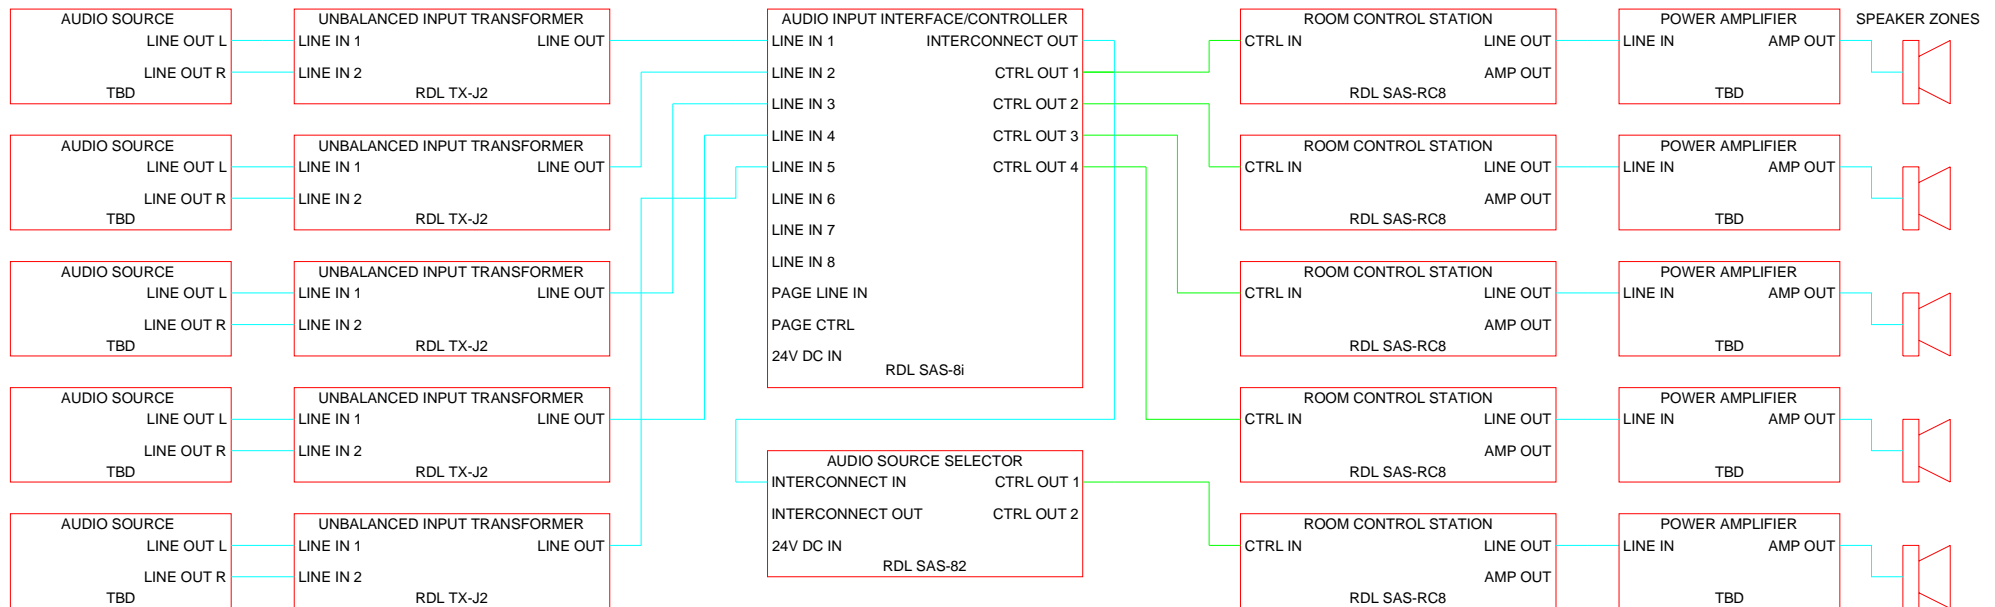 AUDIO SOURCE
LINE OUT L
LINE OUT R
TBD
UNBALANCED INPUT TRANSFORMER
LINE IN 1 LINE OUT
LINE IN 2
RDL TX-J2
AUDIO SOURCE
LINE OUT L
LINE OUT R
TBD
UNBALANCED INPUT TRANSFORMER
LINE IN 1 LINE OUT
LINE IN 2
RDL TX-J2
AUDIO SOURCE
LINE OUT L
LINE OUT R
TBD
UNBALANCED INPUT TRANSFORMER
LINE IN 1 LINE OUT
LINE IN 2
RDL TX-J2
AUDIO SOURCE
LINE OUT L
LINE OUT R
TBD
UNBALANCED INPUT TRANSFORMER
LINE IN 1 LINE OUT
LINE IN 2
RDL TX-J2
AUDIO SOURCE
LINE OUT L
LINE OUT R
TBD
UNBALANCED INPUT TRANSFORMER
LINE IN 1 LINE OUT
LINE IN 2
RDL TX-J2
AUDIO INPUT INTERFACE/CONTROLLER
LINE IN 1 INTERCONNECT OUT
LINE IN 2 CTRL OUT 1
LINE IN 3 CTRL OUT 2
LINE IN 4 CTRL OUT 3
LINE IN 5 CTRL OUT 4
LINE IN 6
LINE IN 7
LINE IN 8
PAGE LINE IN
PAGE CTRL
24V DC IN
RDL SAS-8i
AUDIO SOURCE SELECTOR
INTERCONNECT IN CTRL OUT 1
INTERCONNECT OUT CTRL OUT 2
24V DC IN
RDL SAS-82
ROOM CONTROL STATION
CTRL IN LINE OUT
AMP OUT
RDL SAS-RC8
POWER AMPLIFIER
LINE IN AMP OUT
TBD
SPEAKER ZONES
ROOM CONTROL STATION
CTRL IN LINE OUT
AMP OUT
RDL SAS-RC8
POWER AMPLIFIER
LINE IN AMP OUT
TBD
ROOM CONTROL STATION
CTRL IN LINE OUT
AMP OUT
RDL SAS-RC8
POWER AMPLIFIER
LINE IN AMP OUT
TBD
ROOM CONTROL STATION
CTRL IN LINE OUT
AMP OUT
RDL SAS-RC8
POWER AMPLIFIER
LINE IN AMP OUT
TBD
ROOM CONTROL STATION
CTRL IN LINE OUT
AMP OUT
RDL SAS-RC8
POWER AMPLIFIER
LINE IN AMP OUT
TBD